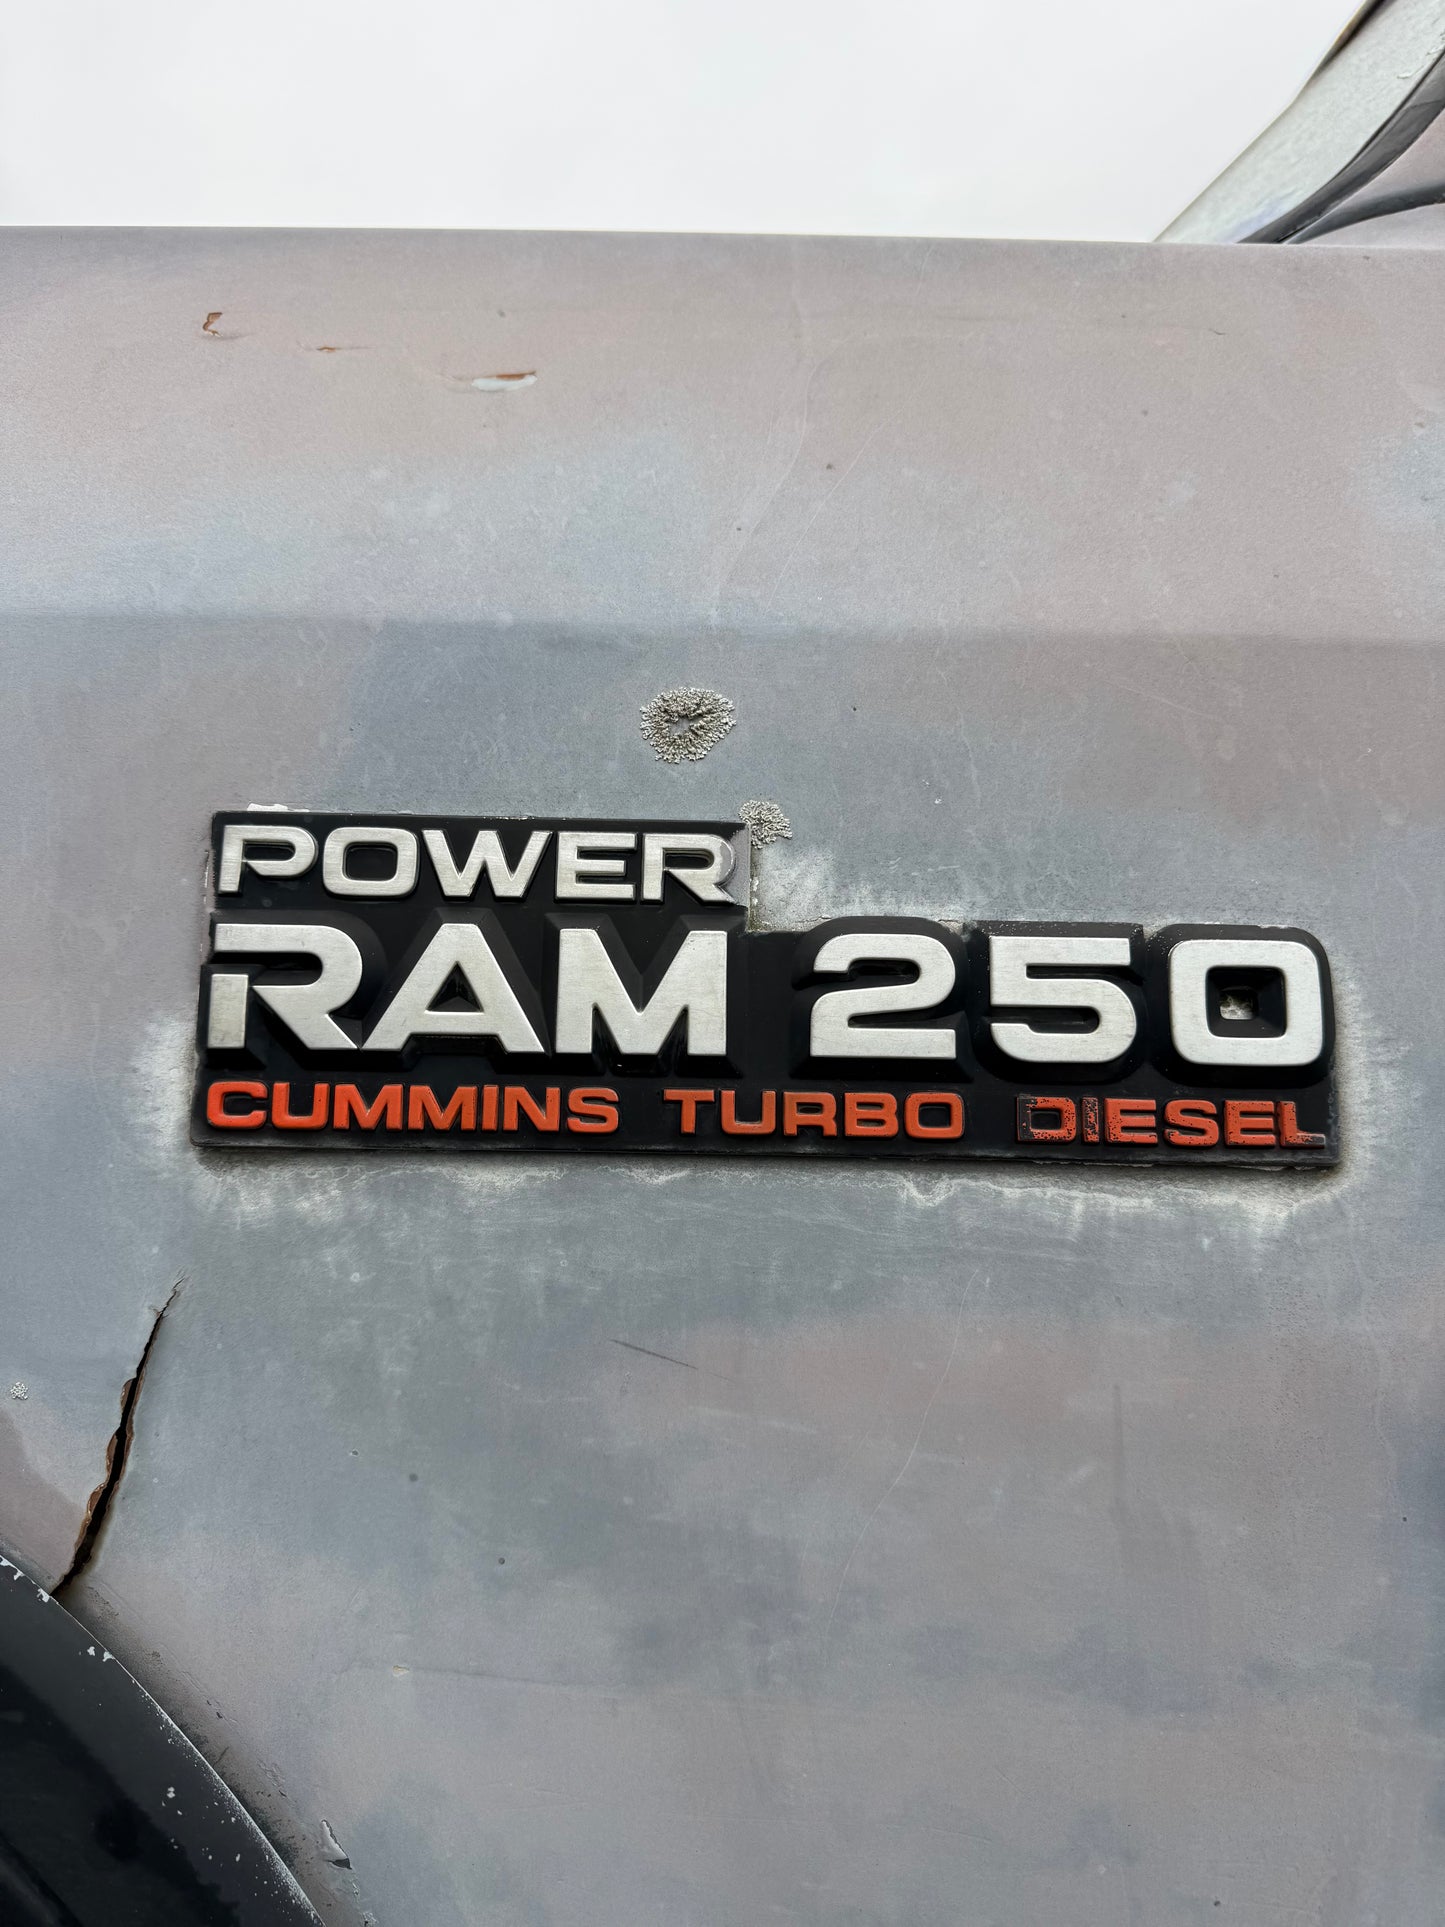 POWER
RAM 250
CUMMINS TURBO DIESEL